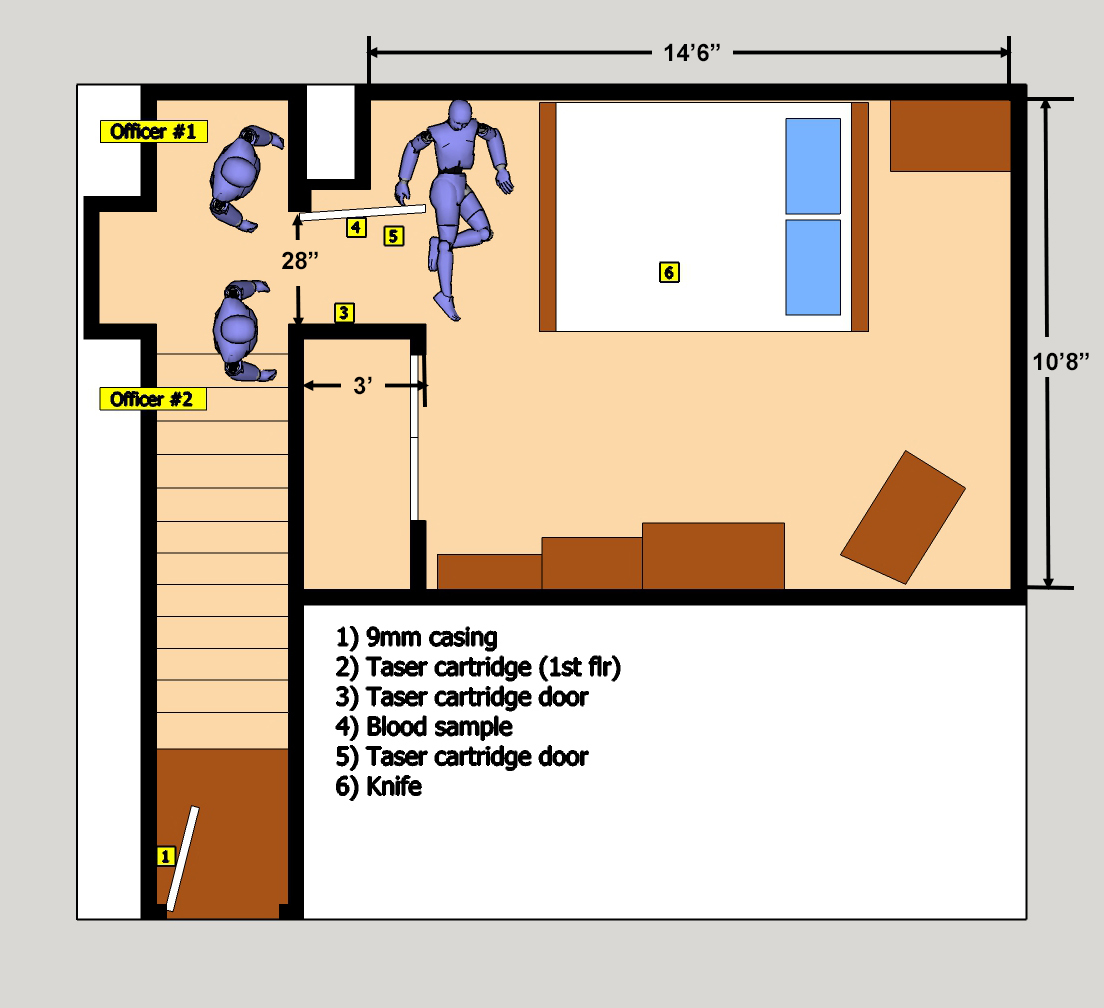 14’6”
Officer #1
4
5
28”
6
3
10’8”
3’
Officer #2
1) 9mm casing
2) Taser cartridge (1st flr)
3) Taser cartridge door
4) Blood sample
5) Taser cartridge door
6) Knife
1